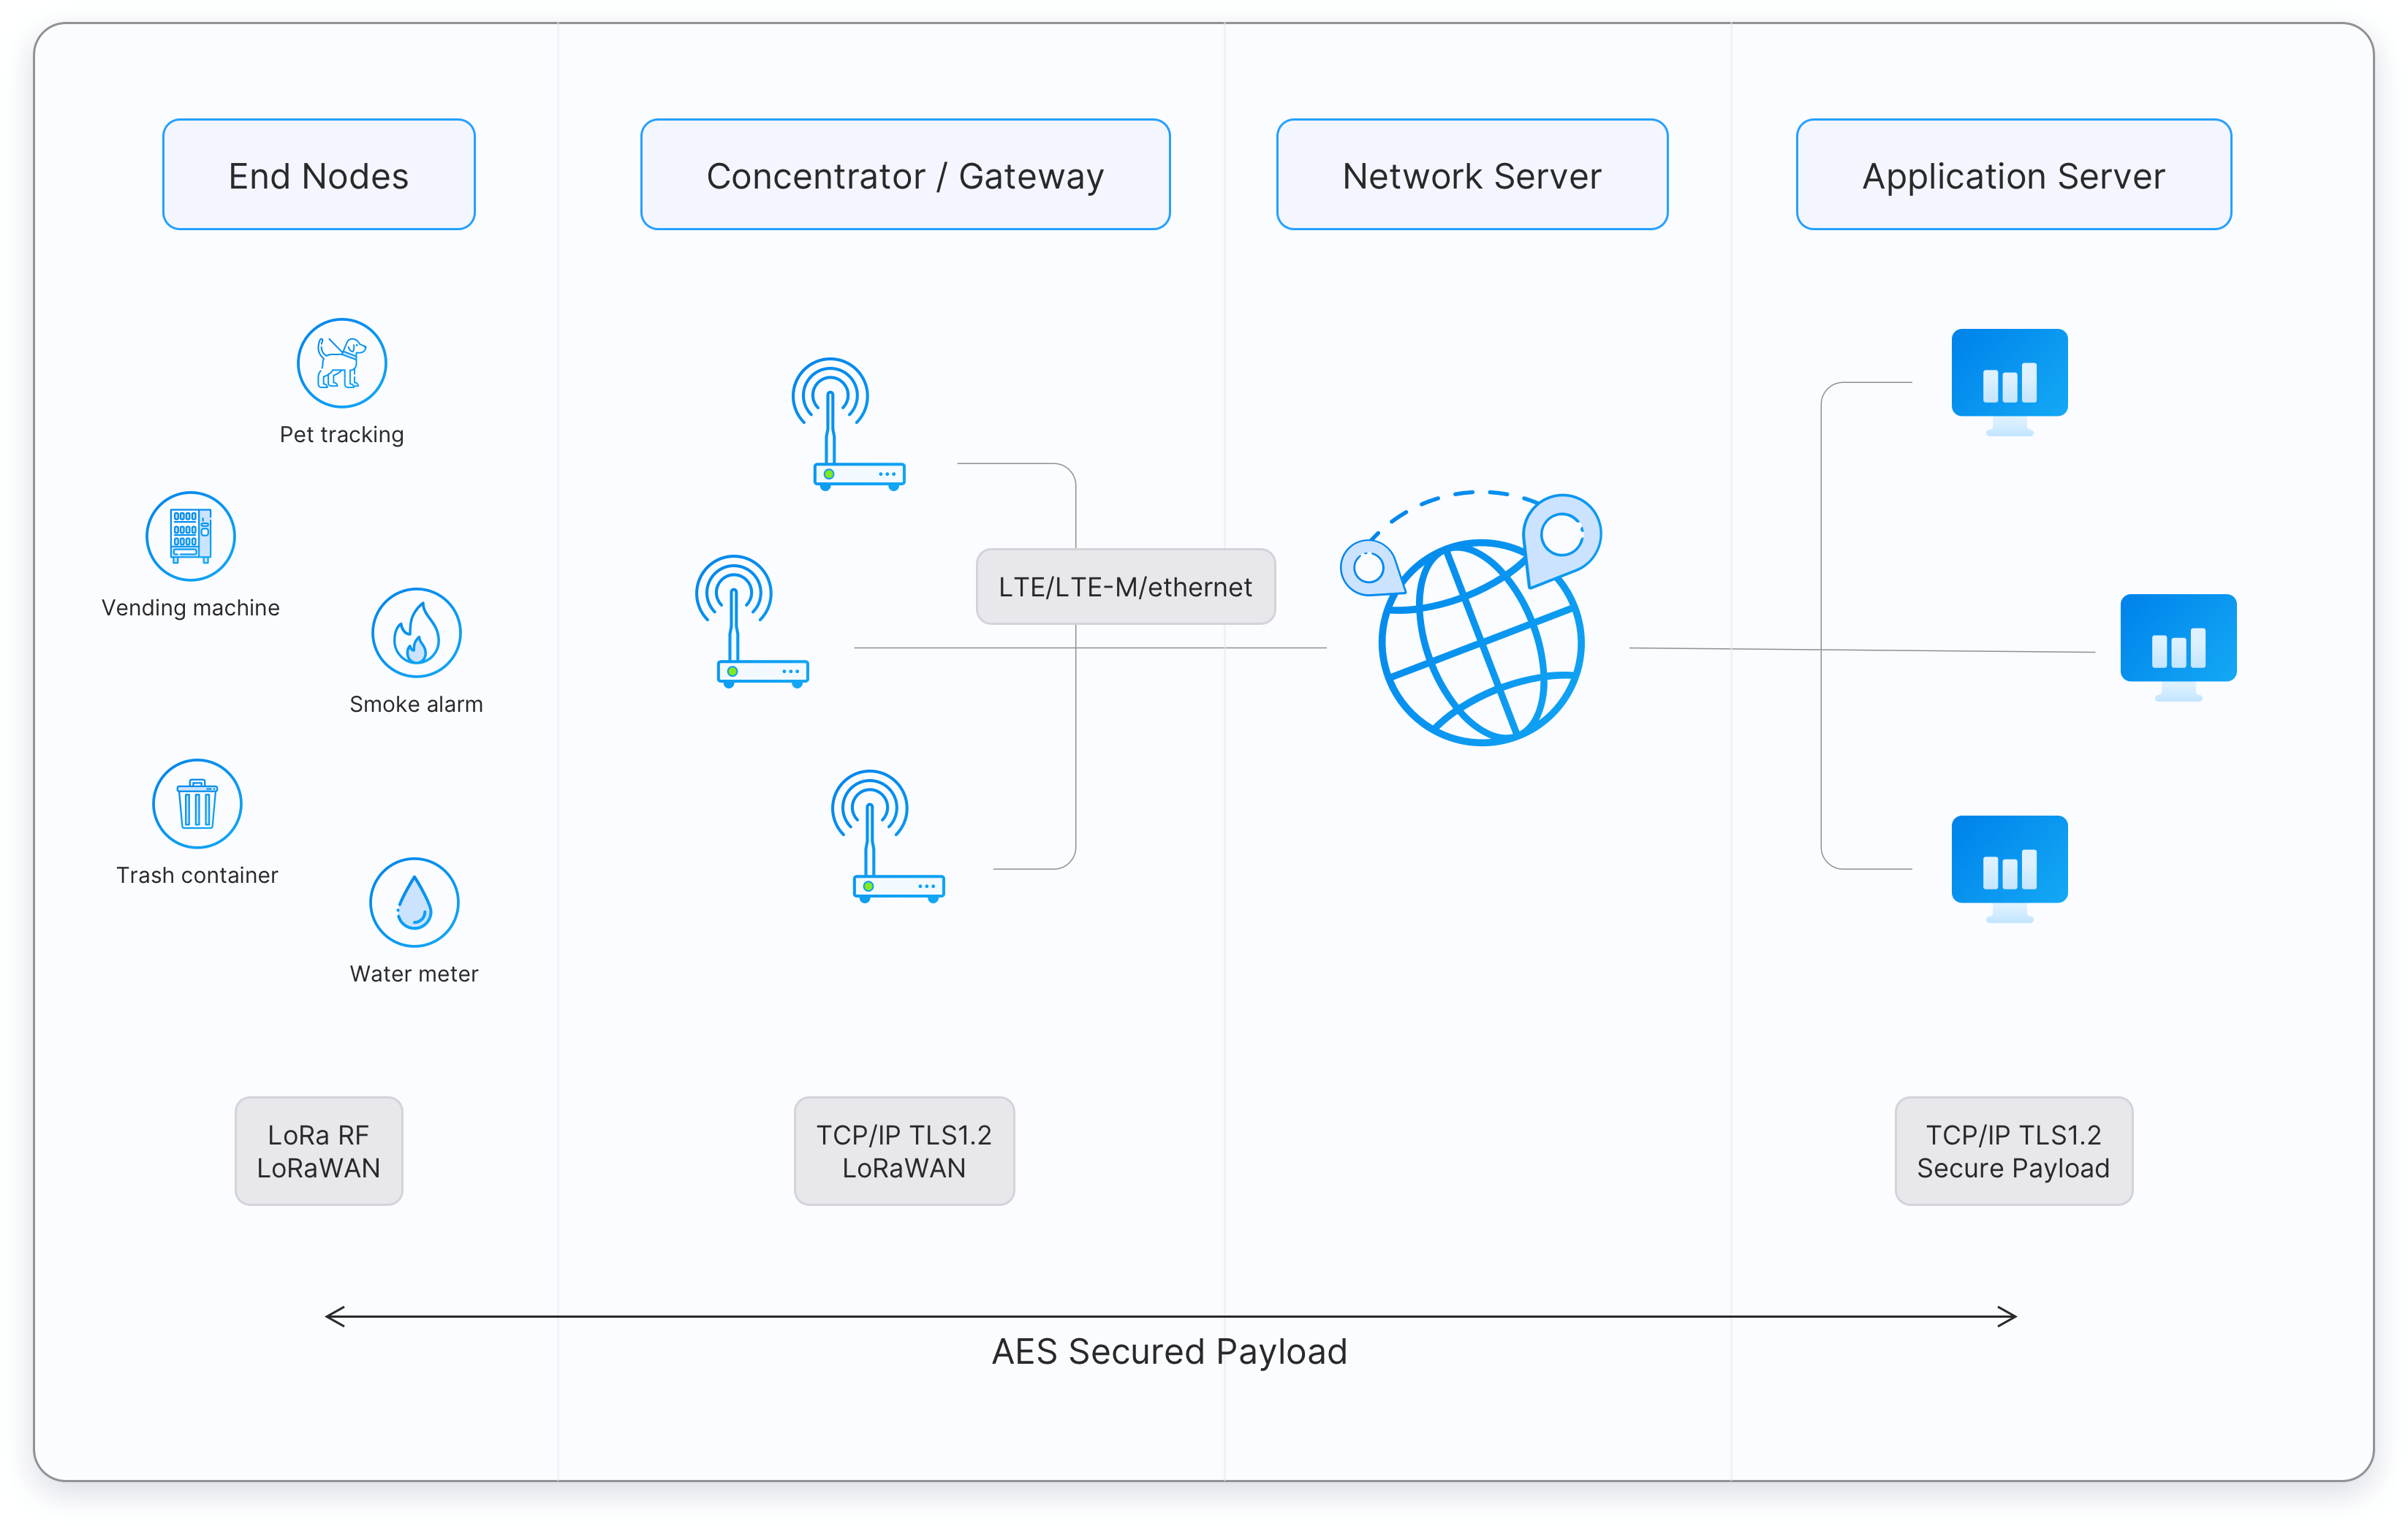 End Nodes
Concentrator / Gateway
Network Server
Application Server
Pet tracking
Vending machine
Smoke alarm
Trash container
Water meter
LTE/LTE-M/ethernet
LoRa RF
LoRaWAN
TCP/IP TLS1.2
LoRaWAN
TCP/IP TLS1.2
Secure Payload
AES Secured Payload